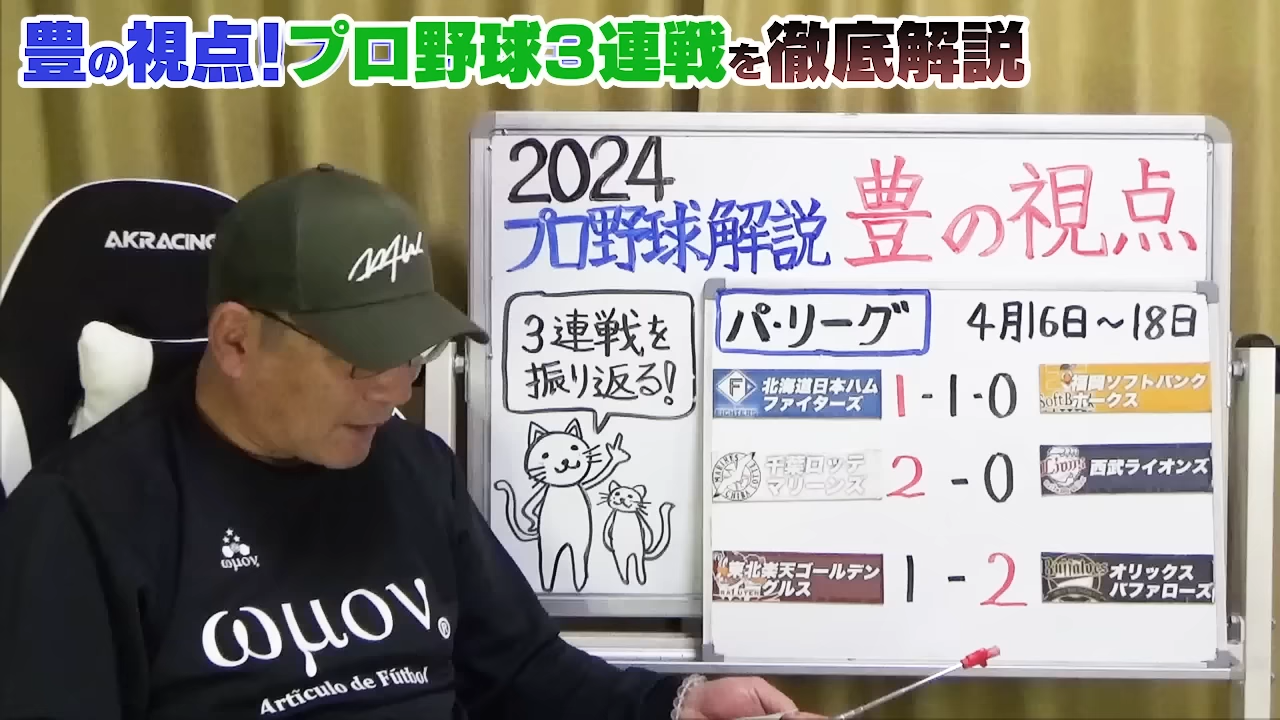 豊の視点!プロ野球3連戦を徹底解説
2024
プロ野球解説 豊の視点
3連戦を
振り返る!
パ・リーグ 4月16日～18日
北海道日本ハム
ファイターズ
FIGHTERS
1-1-0
福岡ソフトバンク
ホークス
千葉ロッテ
マリーンズ
2-0
西武ライオンズ
東北楽天ゴールデン
グルス
1-2
Buffaloes
オリックス
バファローズ
AKRACING
ωμον
ωμον®
Artículo de Fútbol